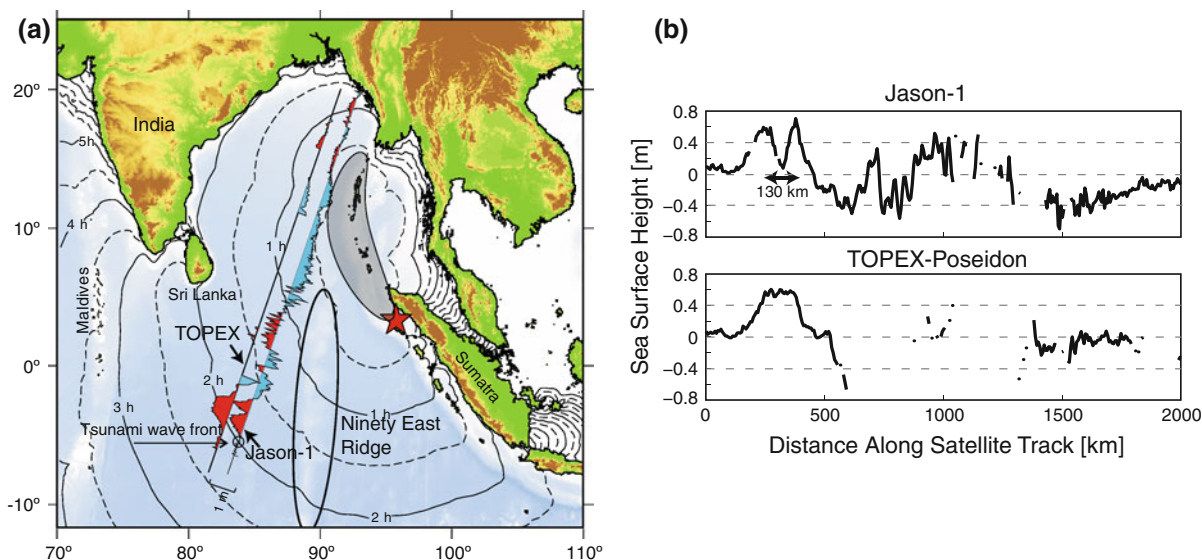 (a)
20°
10°
0°
-10°
70°
80°
90°
100°
110°
India
5h
4 h
Maldives
Sri Lanka
1 h
TOPEX
2 h
3 h
Tsunami wave front
Jason-1
1 m
Sumatra
1 h
Ninety East
Ridge
2 h
(b)
Jason-1
Sea Surface Height [m]
0.8
0.4
0
−0.4
−0.8
130 km
TOPEX-Poseidon
0.8
0.4
0
−0.4
−0.8
0
500
1000
1500
2000
Distance Along Satellite Track [km]